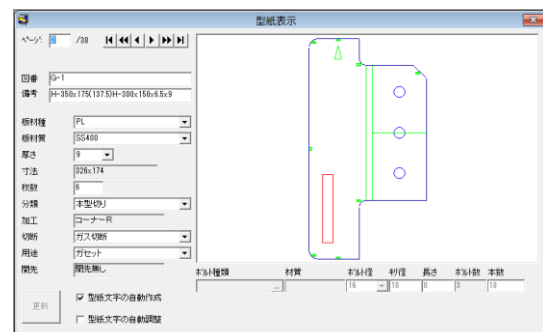 型紙表示
ページ: /38
図番 G-1
備考 H-350x175(137.5)H-300x150x6.5x9
板材種 PL
板材質 SS400
厚さ 9
寸法 326x174
枚数 6
分類 本型切り
加工 コーナーR
切断 ガス切断
用途 ガセット
開先 開先無し
ボルト種類 材質 ボルト径 キリ径 長さ ボルト数 本数
... 16 18 0 3 18
更新
型紙文字の自動作成
型紙文字の自動調整